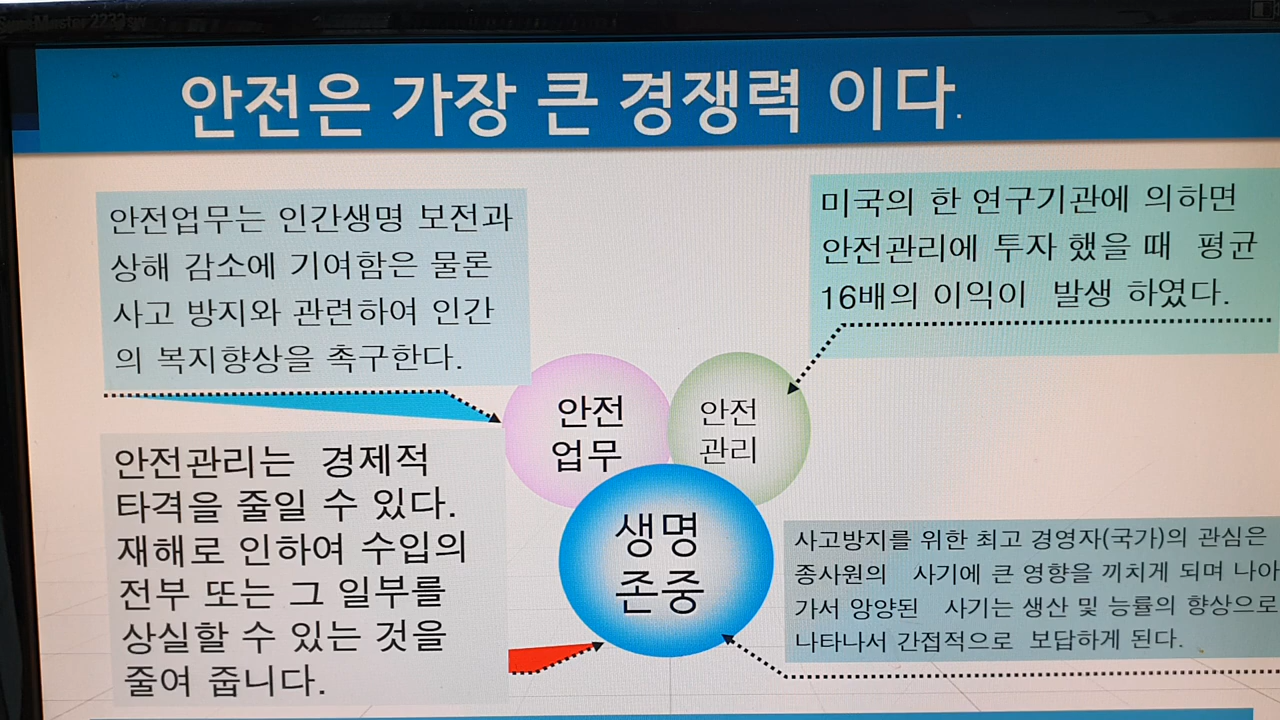 안전은 가장 큰 경쟁력 이다.
안전업무는 인간생명 보전과
상해 감소에 기여함은 물론
사고 방지와 관련하여 인간
의 복지향상을 촉구한다.
미국의 한 연구기관에 의하면
안전관리에 투자 했을 때 평균
16배의 이익이 발생 하였다.
안전
업무
안전
관리
생명
존중
안전관리는 경제적
타격을 줄일 수 있다.
재해로 인하여 수입의
전부 또는 그 일부를
상실할 수 있는 것을
줄여 줍니다.
사고방지를 위한 최고 경영자(국가)의 관심은
종사원의 사기에 큰 영향을 끼치게 되며 나아
가서 앙양된 사기는 생산 및 능률의 향상으로
나타나서 간접적으로 보답하게 된다.